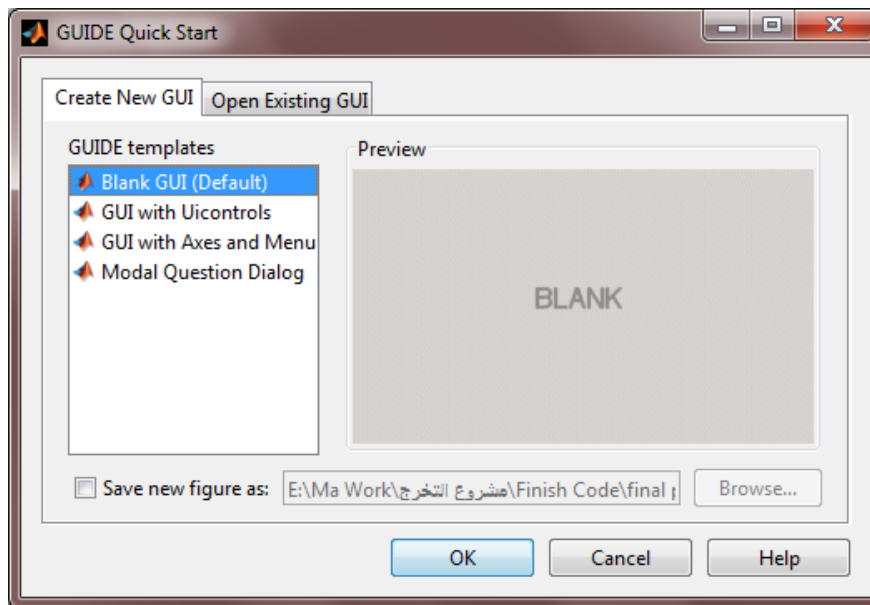 GUIDE Quick Start
Create New GUI
Open Existing GUI
GUIDE templates
Blank GUI (Default)
GUI with Uicontrols
GUI with Axes and Menu
Modal Question Dialog
Preview
BLANK
Save new figure as:
E:\Ma Work\مشروع التخرج\Finish Code\final
Browse...
OK
Cancel
Help